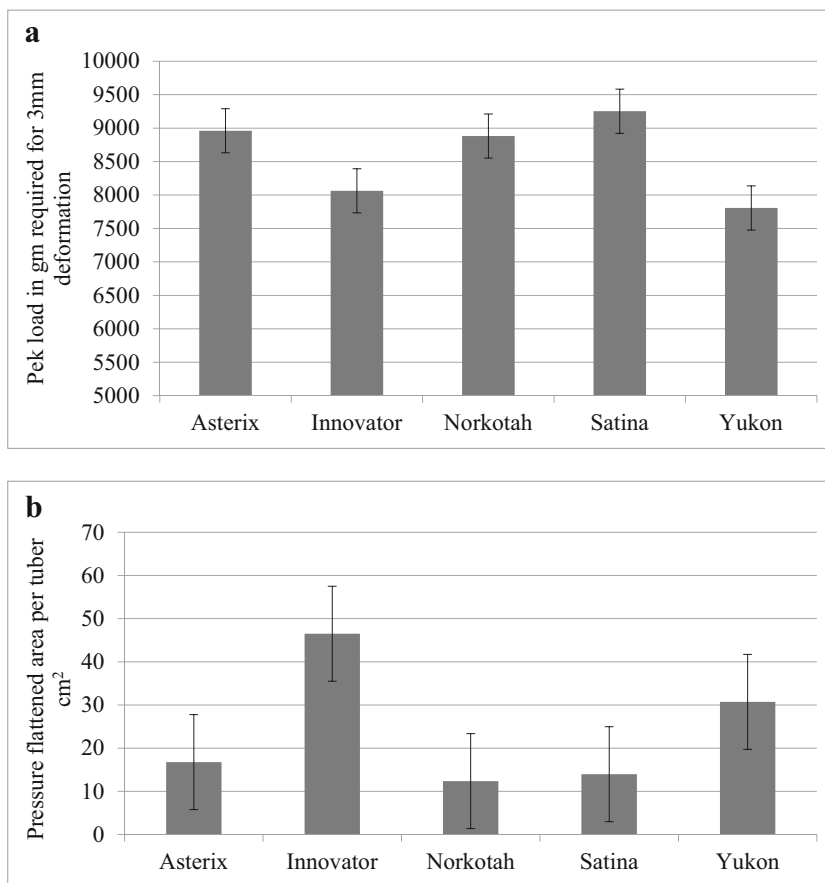 a
Pek load in gm required for 3mm
deformation
10000
9500
9000
8500
8000
7500
7000
6500
6000
5500
5000
Asterix Innovator Norkotah Satina Yukon
b
Pressure flattened area per tuber
cm²
70
60
50
40
30
20
10
0
Asterix Innovator Norkotah Satina Yukon